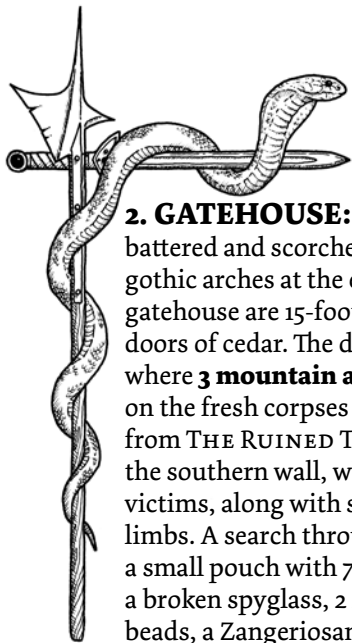 2. GATEHOUSE:
battered and scorche
gothic arches at the
gatehouse are 15-foo
doors of cedar. The d
where 3 mountain a
on the fresh corpses
from THE RUINED T
the southern wall, w
victims, along with s
limbs. A search throu
a small pouch with 7
a broken spyglass, 2
beads, a Zangeriosan